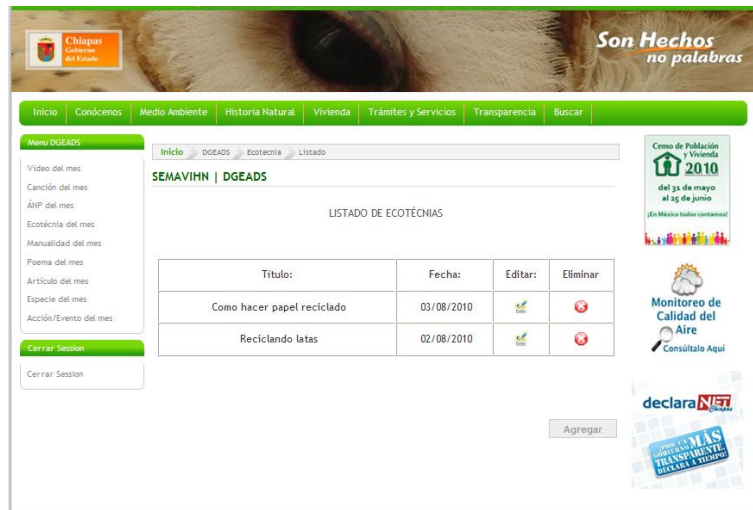 Chiapas
Gobierno
del Estado
Son Hechos
no palabras
Inicio Conócenos Medio Ambiente Historia Natural Vivienda Trámites y Servicios Transparencia Buscar
Menu DGEADS
Video del mes
Canción del mes
ÁNP del mes
Ecotécnia del mes
Manualidad del mes
Poema del mes
Artículo del mes
Especie del mes
Acción/Evento del mes
Cerrar Session
Cerrar Session
Inicio DGEADS Ecotecnia Listado
SEMAVIHN | DGEADS
LISTADO DE ECOTÉCNIAS
Título: Fecha: Editar: Eliminar
Como hacer papel reciclado 03/08/2010
Reciclando latas 02/08/2010
Agregar
Censo de Población
y Vivienda
2010
del 31 de mayo
al 25 de junio
¡En México todos contamos!
Monitoreo de
Calidad del
Aire
Consúltalo Aquí
declaraNET
Chiapas
¡POR UN MÁS
GOBIERNO
TRANSPARENTE,
DECLARA A TIEMPO!